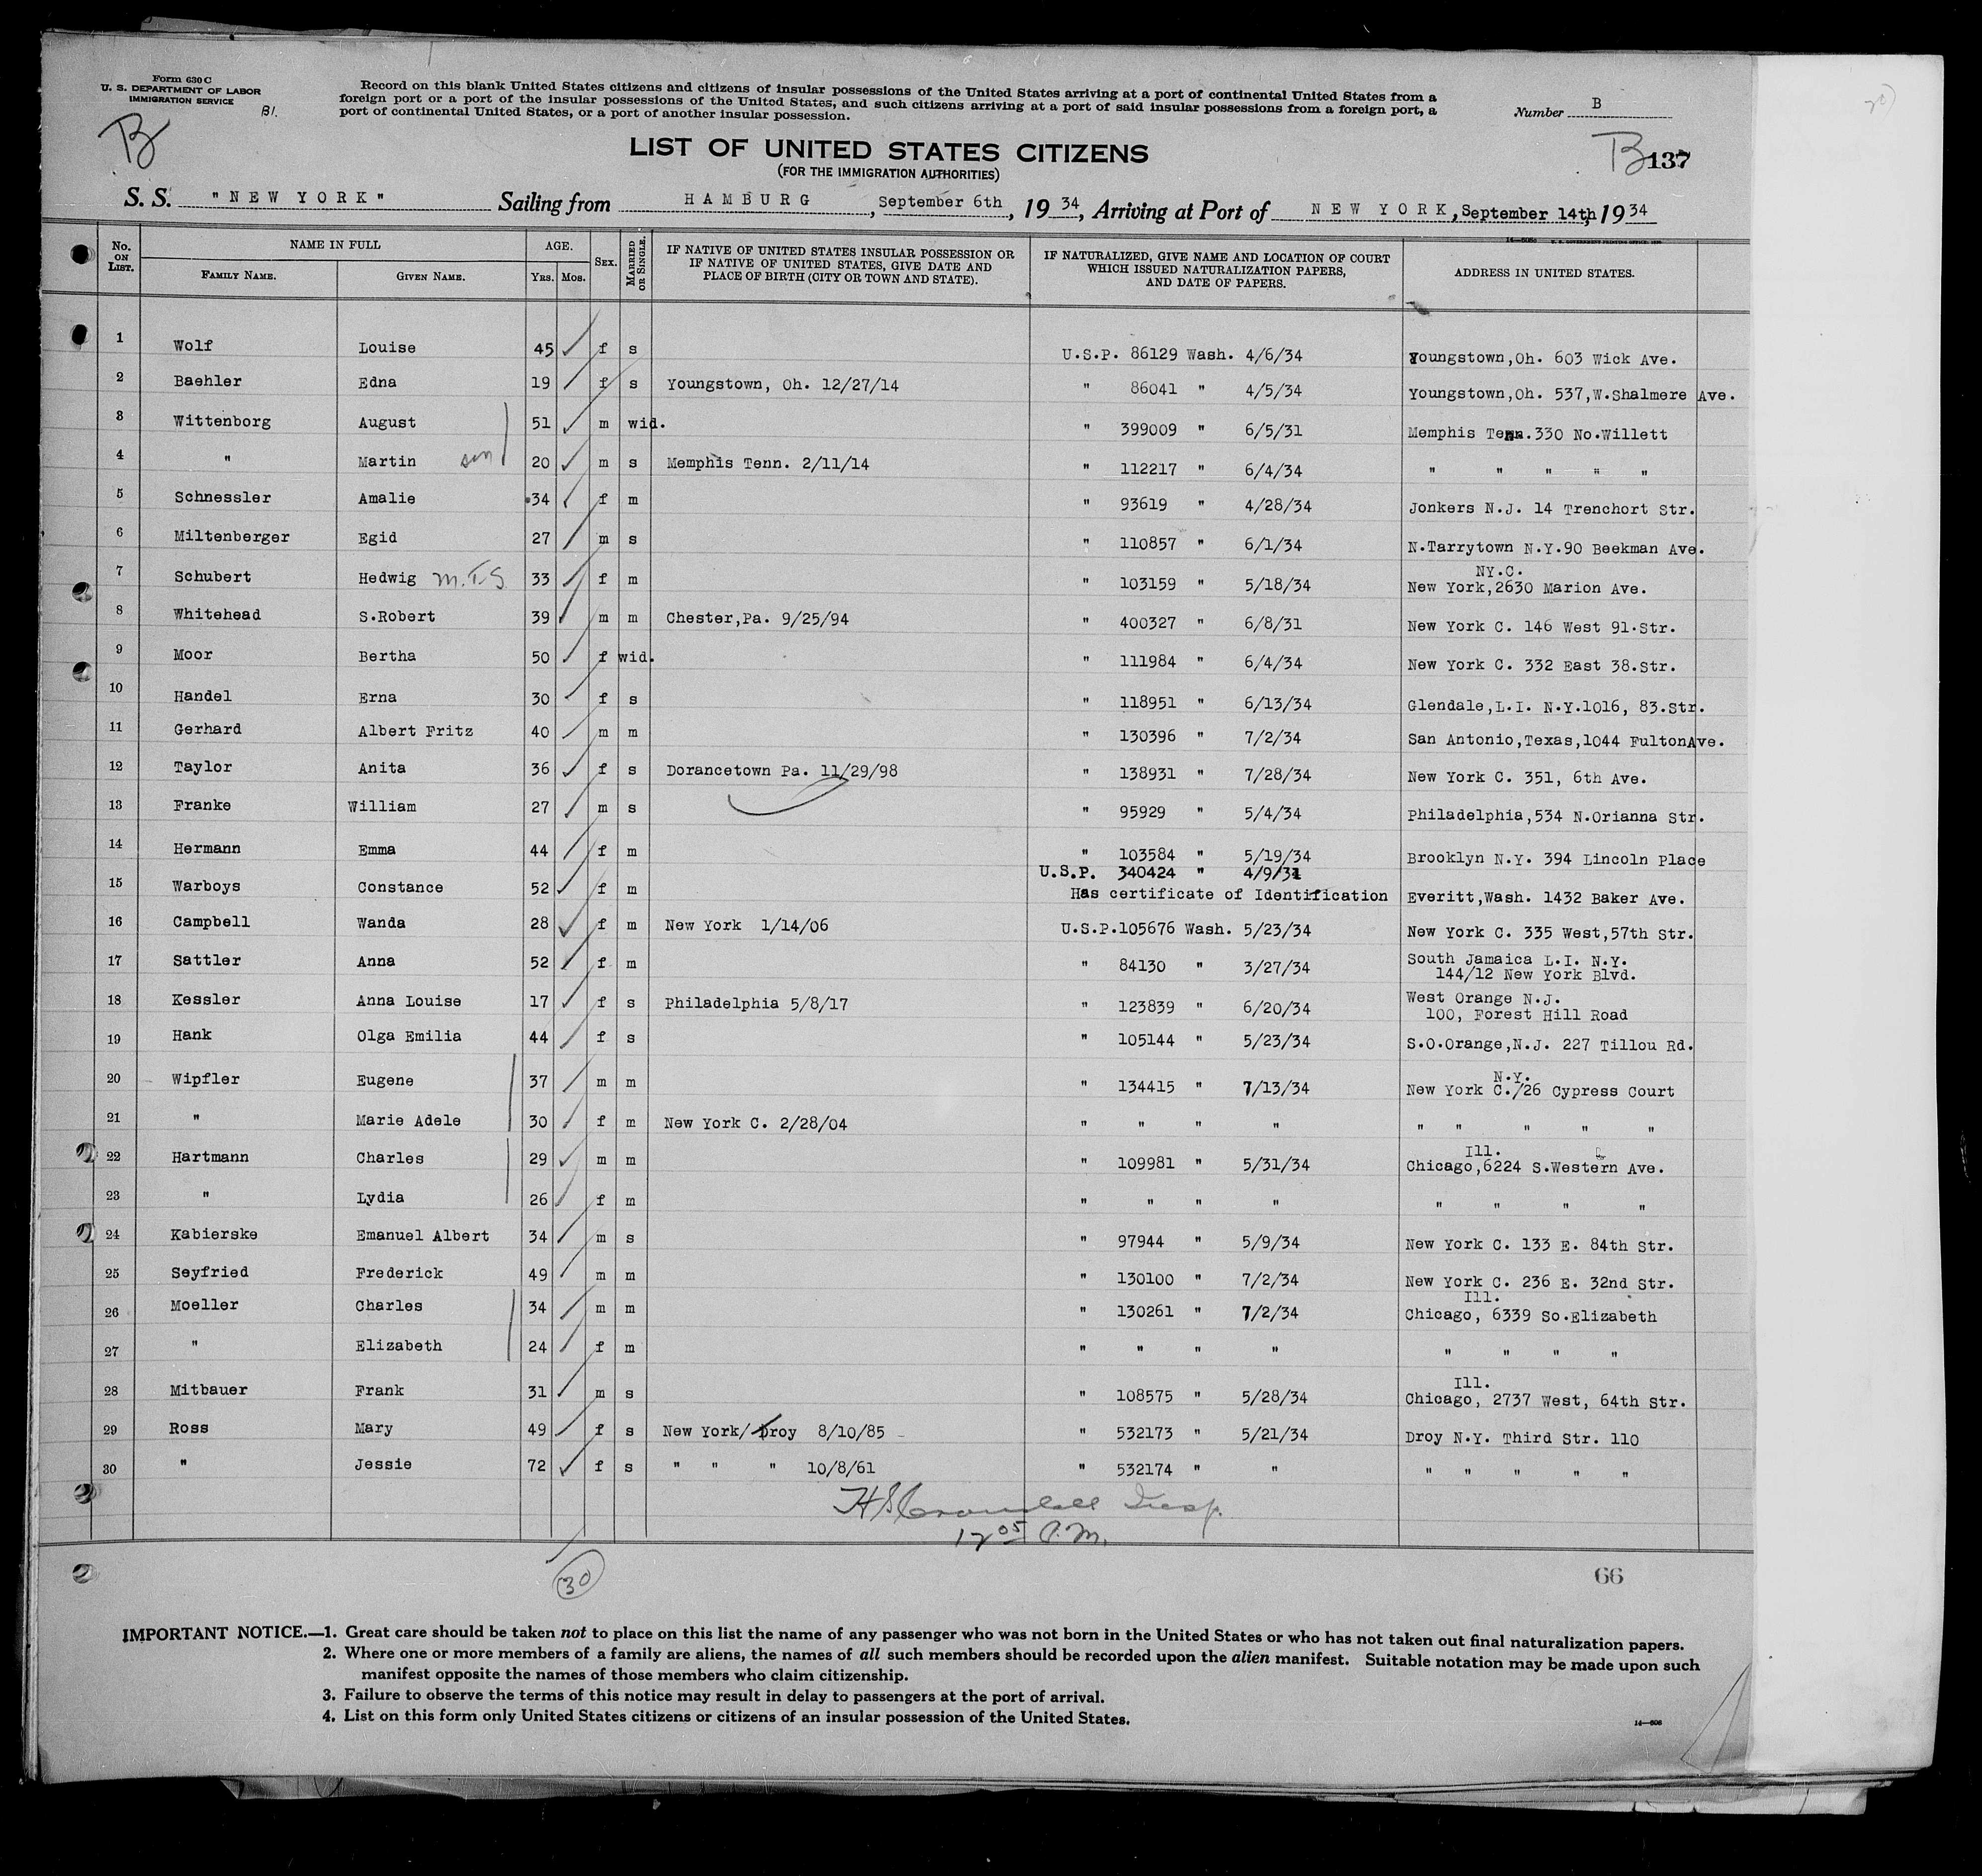 Form 630 C
U. S. DEPARTMENT OF LABOR
IMMIGRATION SERVICE
B1.
B
Record on this blank United States citizens and citizens of insular possessions of the United States arriving at a port of continental United States from a
foreign port or a port of the insular possessions of the United States, and such citizens arriving at a port of said insular possessions from a foreign port, a
port of continental United States, or a port of another insular possession.
Number B
LIST OF UNITED STATES CITIZENS
(FOR THE IMMIGRATION AUTHORITIES)
B 137
S. S. "NEW YORK" Sailing from HAMBURG, September 6th, 1934, Arriving at Port of NEW YORK, September 14th, 1934
No. ON LIST. NAME IN FULL FAMILY NAME. GIVEN NAME. AGE. Yrs. Mos. SEX. MARRIED OR SINGLE. IF NATIVE OF UNITED STATES INSULAR POSSESSION OR IF NATIVE OF UNITED STATES, GIVE DATE AND PLACE OF BIRTH (CITY OR TOWN AND STATE). IF NATURALIZED, GIVE NAME AND LOCATION OF COURT WHICH ISSUED NATURALIZATION PAPERS, AND DATE OF PAPERS. ADDRESS IN UNITED STATES.
1 Wolf Louise 45 f s U.S.P. 86129 Wash. 4/6/34 Youngstown,Oh. 603 Wick Ave.
2 Baehler Edna 19 f s Youngstown, Oh. 12/27/14 " 86041 " 4/5/34 Youngstown,Oh. 537,W.Shalmere Ave.
3 Wittenborg August 51 m wid. " 399009 " 6/5/31 Memphis Tenn.330 No.Willett
4 " Martin son 20 m s Memphis Tenn. 2/11/14 " 112217 " 6/4/34 " " " " "
5 Schnessler Amalie 34 f m " 93619 " 4/28/34 Jonkers N.J. 14 Trenchort Str.
6 Miltenberger Egid 27 m s " 110857 " 6/1/34 N.Tarrytown N.Y.90 Beekman Ave.
7 Schubert Hedwig M.T.S 33 f m " 103159 " 5/18/34 NY.C.
New York,2630 Marion Ave.
8 Whitehead S.Robert 39 m m Chester,Pa. 9/25/94 " 400327 " 6/8/31 New York C. 146 West 91.Str.
9 Moor Bertha 50 f wid. " 111984 " 6/4/34 New York C. 332 East 38.Str.
10 Handel Erna 30 f s " 118951 " 6/13/34 Glendale,L.I. N.Y.1016, 83.Str.
11 Gerhard Albert Fritz 40 m m " 130396 " 7/2/34 San Antonio,Texas,1044 FultonAve.
12 Taylor Anita 36 f s Dorancetown Pa. 11/29/98 " 138931 " 7/28/34 New York C. 351, 6th Ave.
13 Franke William 27 m s " 95929 " 5/4/34 Philadelphia,534 N.Orianna Str.
14 Hermann Emma 44 f m " 103584 " 5/19/34 Brooklyn N.Y. 394 Lincoln Place
U.S.P. 340424 " 4/9/31
15 Warboys Constance 52 f m Has certificate of Identification Everitt,Wash. 1432 Baker Ave.
16 Campbell Wanda 28 f m New York 1/14/06 U.S.P.105676 Wash. 5/23/34 New York C. 335 West,57th Str.
17 Sattler Anna 52 f m " 84130 " 3/27/34 South Jamaica L.I. N.Y.
144/12 New York Blvd.
18 Kessler Anna Louise 17 f s Philadelphia 5/8/17 " 123839 " 6/20/34 West Orange N.J.
100, Forest Hill Road
19 Hank Olga Emilia 44 f s " 105144 " 5/23/34 S.O.Orange,N.J. 227 Tillou Rd.
20 Wipfler Eugene 37 m m " 134415 " 7/13/34 N.Y.
New York C./26 Cypress Court
21 " Marie Adele 30 f m New York C. 2/28/04 " " " " " " " " "
22 Hartmann Charles 29 m m " 109981 " 5/31/34 Ill.
Chicago,6224 S.Western Ave.
23 " Lydia 26 f m " " " " " " " "
24 Kabierske Emanuel Albert 34 m s " 97944 " 5/9/34 New York C. 133 E. 84th Str.
25 Seyfried Frederick 49 m m " 130100 " 7/2/34 New York C. 236 E. 32nd Str.
26 Moeller Charles 34 m m " 130261 " 7/2/34 Ill.
Chicago, 6339 So.Elizabeth
27 " Elizabeth 24 f m " " " " " " " "
28 Mitbauer Frank 31 m s " 108575 " 5/28/34 Ill.
Chicago, 2737 West, 64th Str.
29 Ross Mary 49 f s New York/ Droy 8/10/85 " 532173 " 5/21/34 Droy N.Y. Third Str. 110
30 " Jessie 72 f s " " " 10/8/61 " 532174 " " " " " " "
Insp.
12 05 P.M.
30
66
IMPORTANT NOTICE.—1. Great care should be taken not to place on this list the name of any passenger who was not born in the United States or who has not taken out final naturalization papers.
2. Where one or more members of a family are aliens, the names of all such members should be recorded upon the alien manifest. Suitable notation may be made upon such
manifest opposite the names of those members who claim citizenship.
3. Failure to observe the terms of this notice may result in delay to passengers at the port of arrival.
4. List on this form only United States citizens or citizens of an insular possession of the United States.